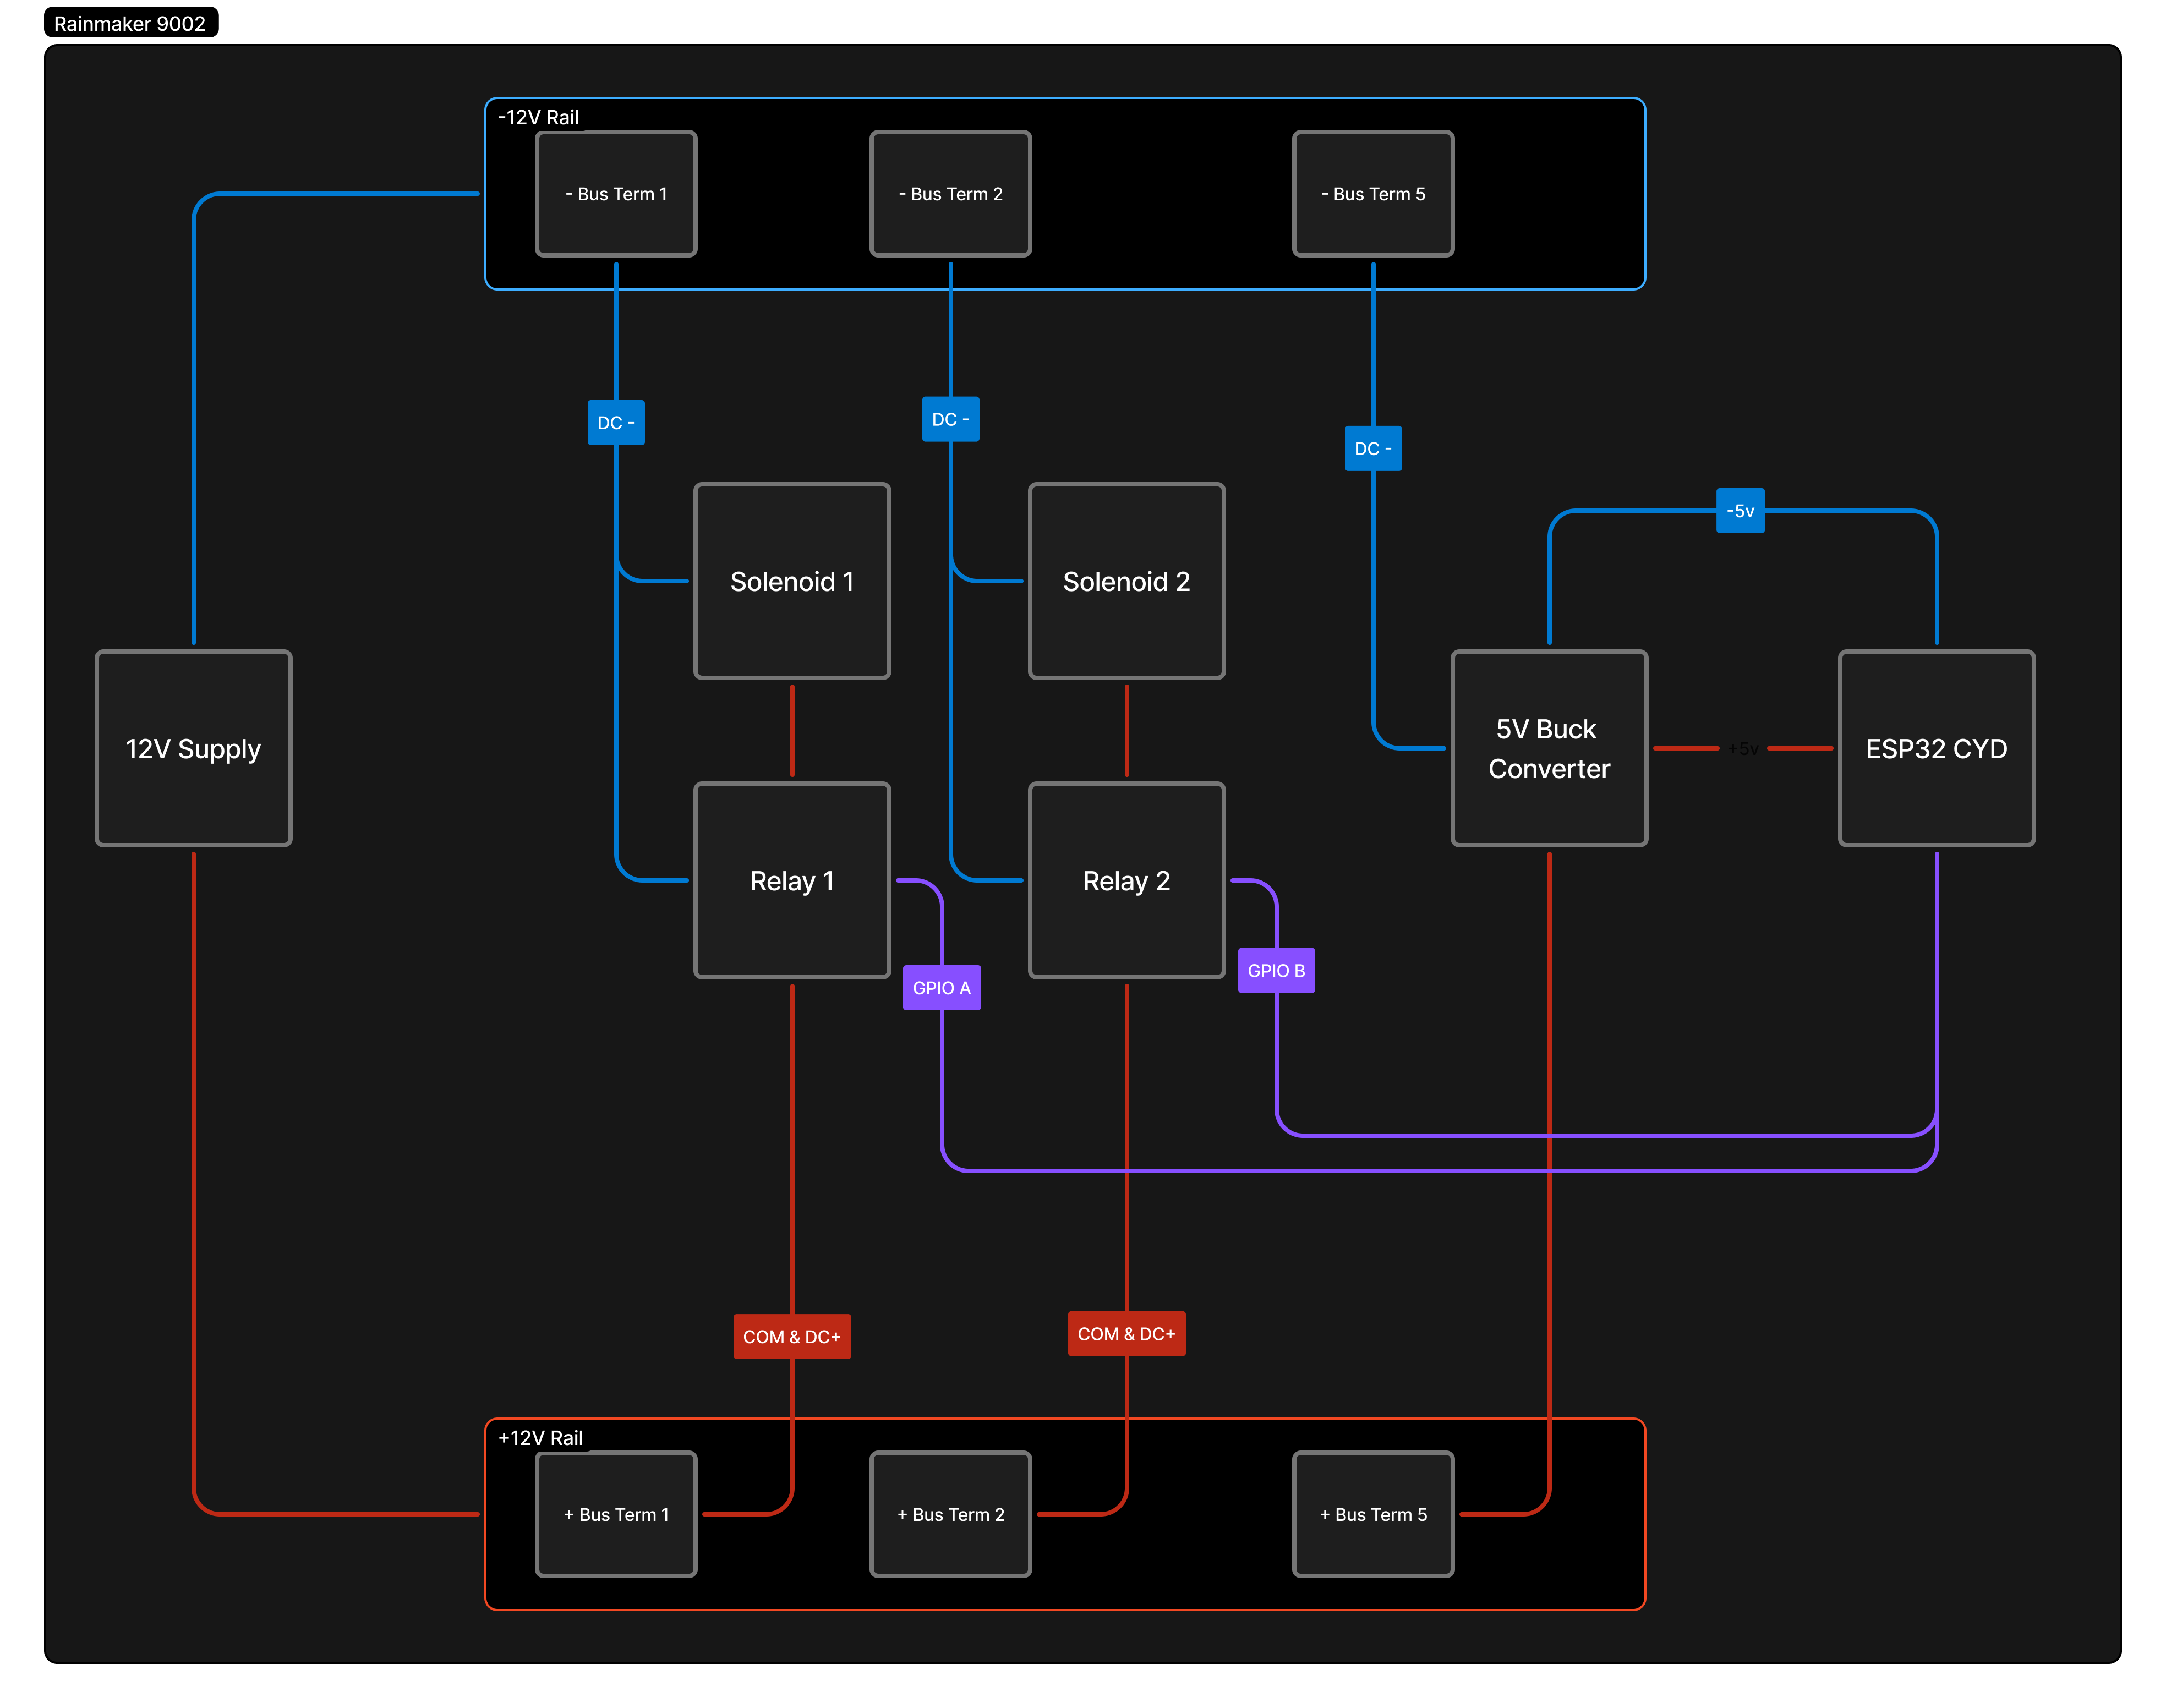 Rainmaker 9002
-12V Rail
- Bus Term 1
- Bus Term 2
- Bus Term 5
DC -
DC -
DC -
-5v
Solenoid 1
Solenoid 2
12V Supply
5V Buck
Converter
+5v
ESP32 CYD
Relay 1
Relay 2
GPIO A
GPIO B
COM & DC+
COM & DC+
+12V Rail
+ Bus Term 1
+ Bus Term 2
+ Bus Term 5